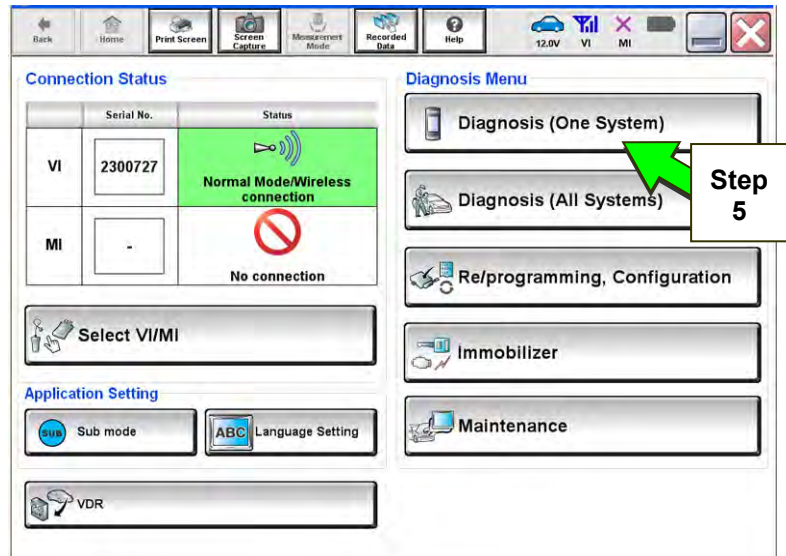 Back
Home
Print Screen
Screen
Capture
Measurement
Mode
Recorded
Data
Help
12.0V
VI
MI
Connection Status
Serial No.
Status
VI
2300727
Normal Mode/Wireless
connection
MI
-
No connection
Select VI/MI
Application Setting
SUB
Sub mode
ABC
Language Setting
VDR
Diagnosis Menu
Diagnosis (One System)
Step
5
Diagnosis (All Systems)
Re/programming, Configuration
Immobilizer
Maintenance